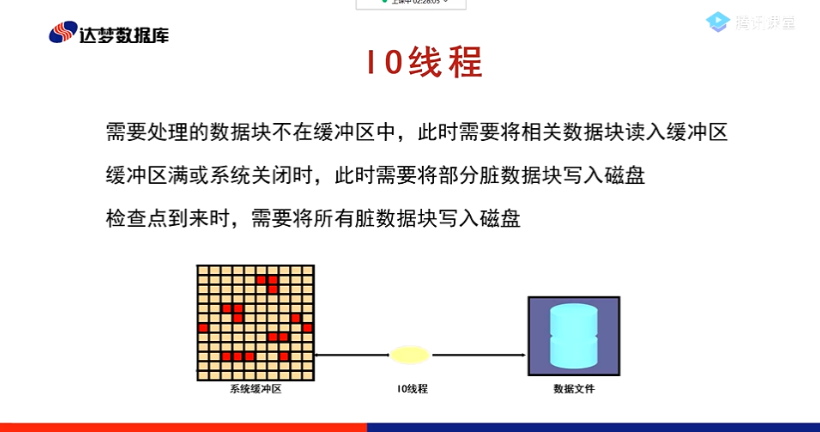 上课中 02:28:05
达梦数据库
腾讯课堂
IO线程
需要处理的数据块不在缓冲区中，此时需要将相关数据块读入缓冲区
缓冲区满或系统关闭时，此时需要将部分脏数据块写入磁盘
检查点到来时，需要将所有脏数据块写入磁盘
系统缓冲区
IO线程
数据文件